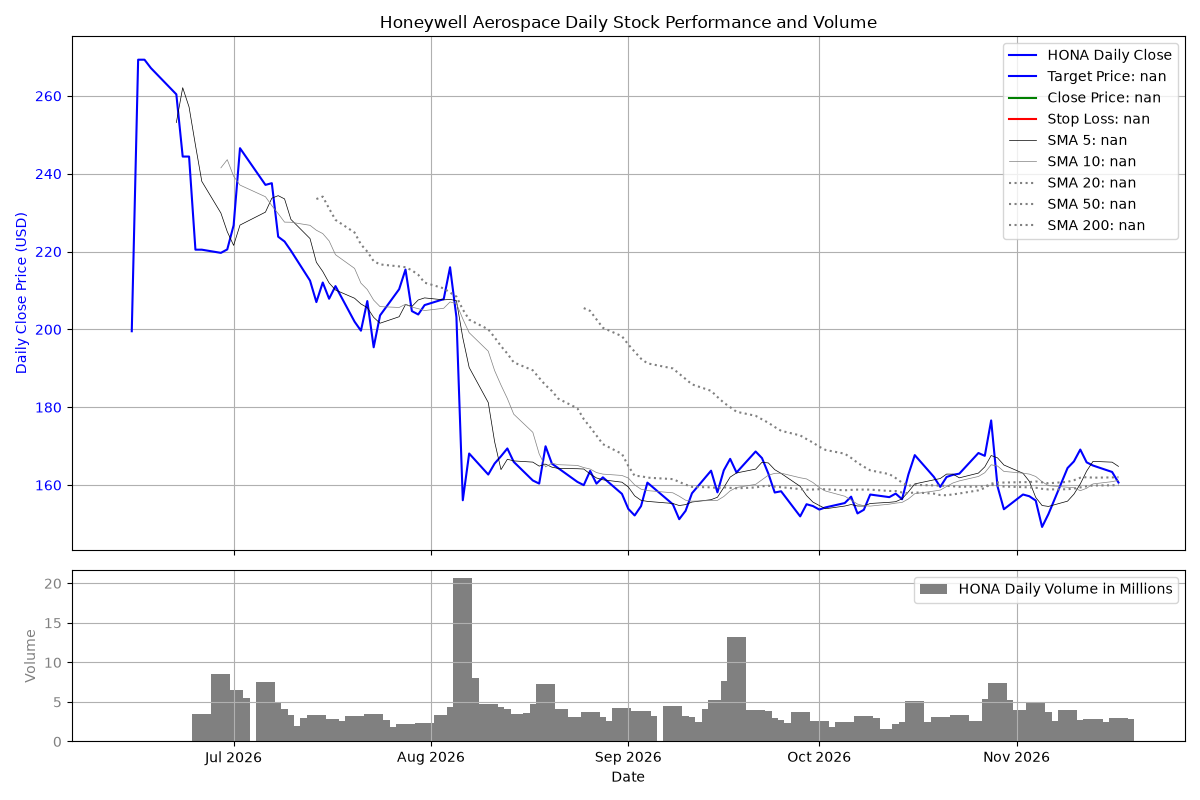 Honeywell Aerospace Daily Stock Performance and Volume
HONA Daily Close
Target Price: nan
Close Price: nan
Stop Loss: nan
SMA 5: nan
SMA 10: nan
SMA 20: nan
SMA 50: nan
SMA 200: nan
Daily Close Price (USD)
260
240
220
200
180
160
HONA Daily Volume in Millions
Volume
20
15
10
5
0
Jul 2026
Aug 2026
Sep 2026
Oct 2026
Nov 2026
Date